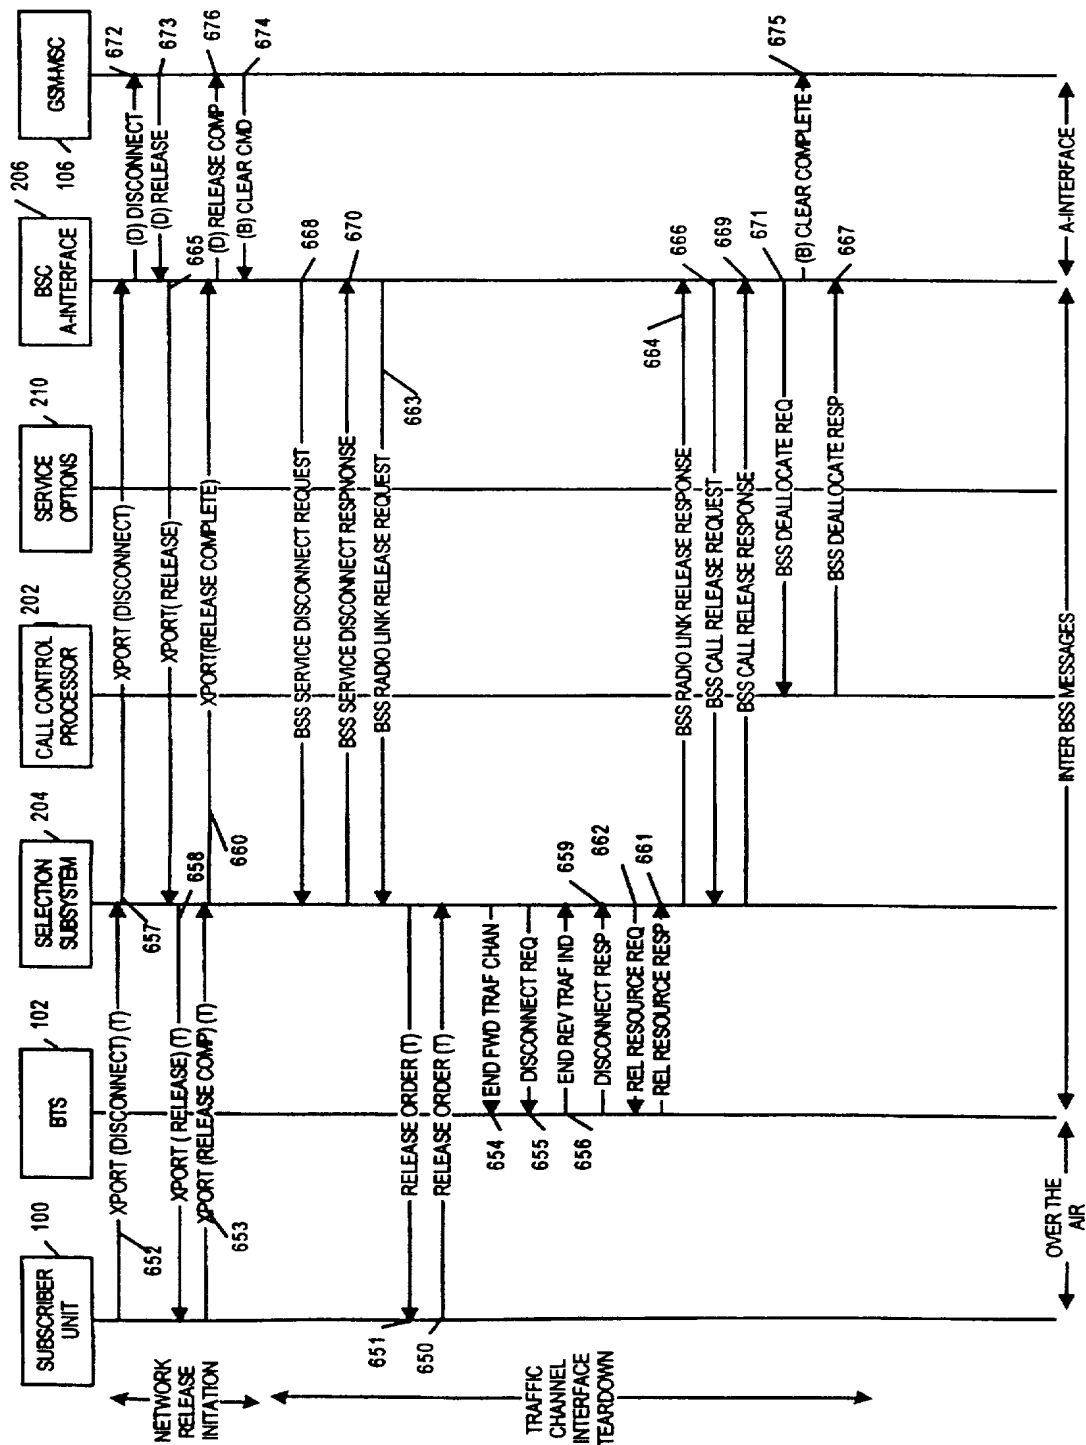 SUBSCRIBER
UNIT
100
BTS
102
SELECTION
SUBSYSTEM
204
CALL CONTROL
PROCESSOR
202
SERVICE
OPTIONS
210
BSC
A-INTERFACE
206
GSM-MSC
106
NETWORK
RELEASE
INITATION
XPORT (DISCONNECT) (T)
652
657
XPORT (DISCONNECT)
(D) DISCONNECT
672
(D) RELEASE
673
665
XPORT( RELEASE)
658
XPORT ( RELEASE) (T)
XPORT (RELEASE COMP) (T)
653
660
XPORT(RELEASE COMPLETE)
(D) RELEASE COMP
676
(B) CLEAR CMD
674
TRAFFIC
CHANNEL
INTERFACE
TEARDOWN
BSS SERVICE DISCONNECT REQUEST
668
BSS SERVICE DISCONNECT RESPNONSE
670
BSS RADIO LINK RELEASE REQUEST
663
651
RELEASE ORDER (T)
650
RELEASE ORDER (T)
654
END FWD TRAF CHAN
655
DISCONNECT REQ
656
END REV TRAF IND
DISCONNECT RESP
659
REL RESOURCE REQ
662
REL RESOURCE RESP
661
BSS RADIO LINK RELEASE RESPONSE
664
BSS CALL RELEASE REQUEST
666
BSS CALL RELEASE RESPONSE
669
BSS DEALLOCATE REQ
671
(B) CLEAR COMPLETE
675
BSS DEALLOCATE RESP
667
OVER THE
AIR
INTER BSS MESSAGES
A-INTERFACE